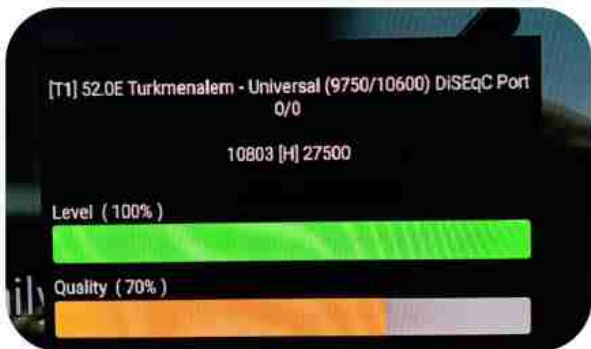 [T1] 52.0E Turkmenalem - Universal (9750/10600) DiSEqC Port
0/0
10803 [H] 27500
Level ( 100% )
Quality ( 70% )